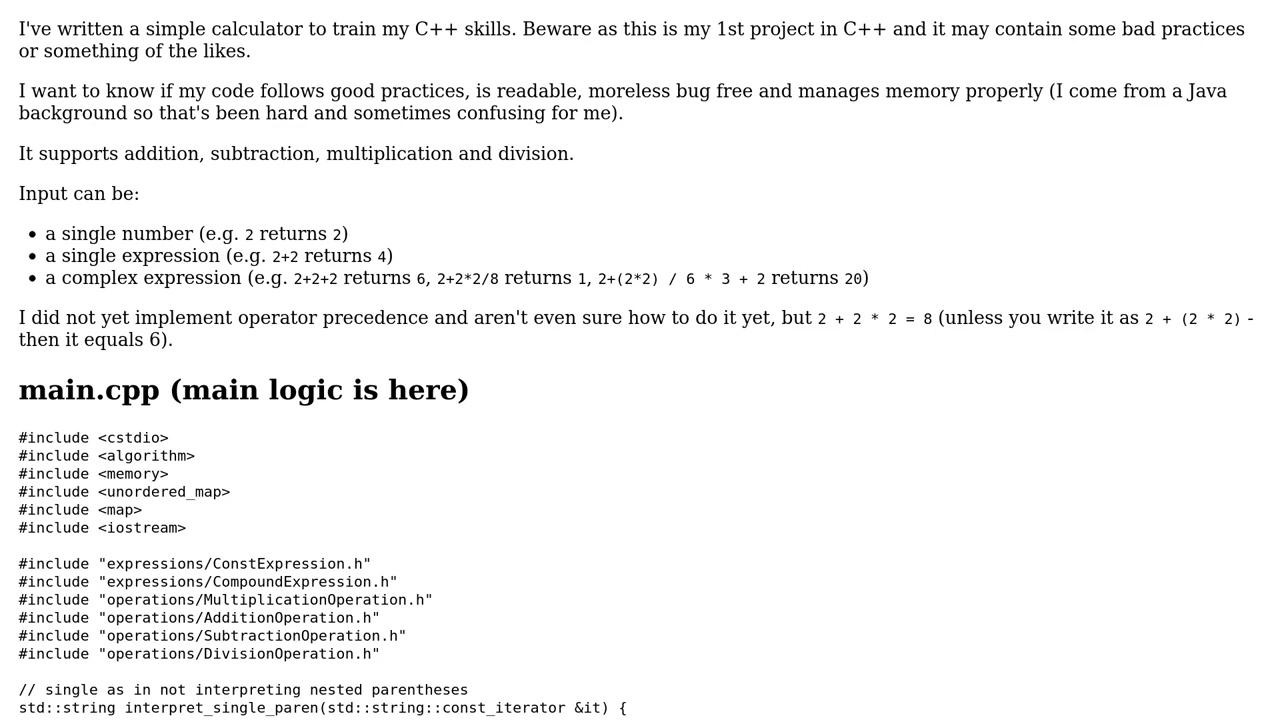 I've written a simple calculator to train my C++ skills. Beware as this is my 1st project in C++ and it may contain some bad practices
or something of the likes.
I want to know if my code follows good practices, is readable, moreless bug free and manages memory properly (I come from a Java
background so that's been hard and sometimes confusing for me).
It supports addition, subtraction, multiplication and division.
Input can be:
• a single number (e.g. 2 returns 2)
• a single expression (e.g. 2+2 returns 4)
• a complex expression (e.g. 2+2+2 returns 6, 2+2*2/8 returns 1, 2+(2*2) / 6 * 3 + 2 returns 20)
I did not yet implement operator precedence and aren't even sure how to do it yet, but 2 + 2 * 2 = 8 (unless you write it as 2 + (2 * 2) -
then it equals 6).
main.cpp (main logic is here)
#include <cstdio>
#include <algorithm>
#include <memory>
#include <unordered_map>
#include <map>
#include <iostream>
#include "expressions/ConstExpression.h"
#include "expressions/CompoundExpression.h"
#include "operations/MultiplicationOperation.h"
#include "operations/AdditionOperation.h"
#include "operations/SubtractionOperation.h"
#include "operations/DivisionOperation.h"
// single as in not interpreting nested parentheses
std::string interpret_single_paren(std::string::const_iterator &it) {